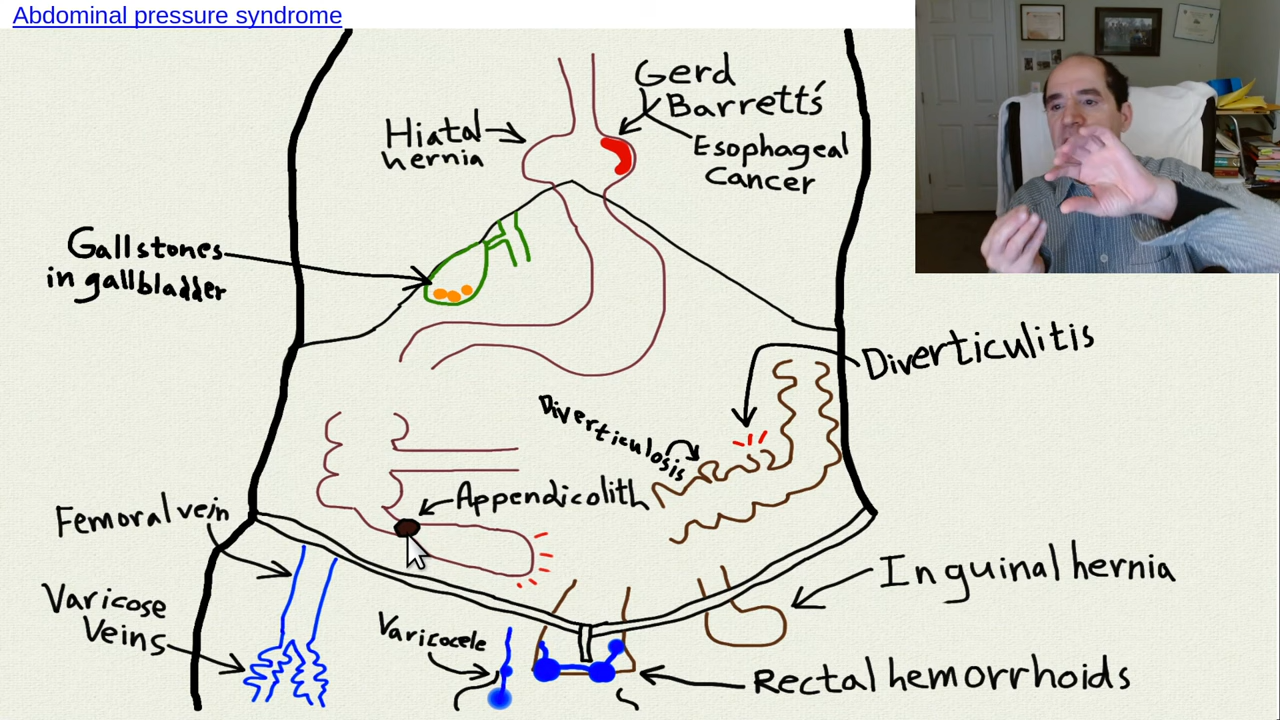 Abdominal pressure syndrome
Gerd
Barrett's
Esophageal
Cancer
Hiatal
hernia
Gallstones
in gallbladder
Diverticulitis
Diverticulosis
Appendicolith
Femoral vein
Inguinal hernia
Varicose
Veins
Varicocele
Rectal hemorrhoids